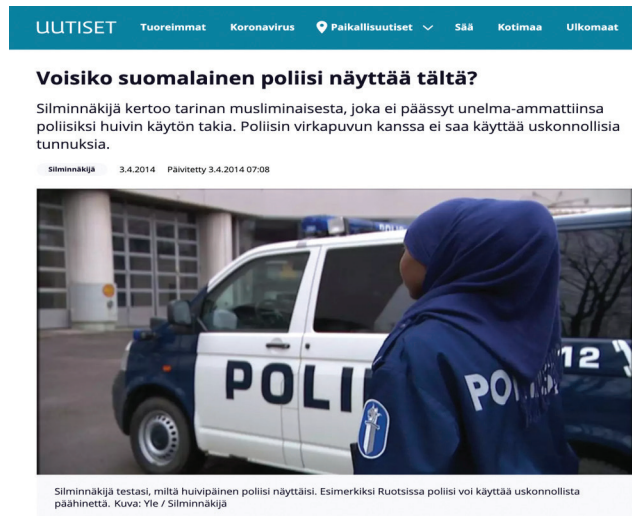 UUTISET Tuoreimmat Koronavirus Paikallisuutiset Sää Kotimaa Ulkomaat
Voisiko suomalainen poliisi näyttää tältä?
Silminnäkijä kertoo tarinan musliminaisesta, joka ei päässyt unelma-ammattiinsa
poliisiksi huivin käytön takia. Poliisin virkapuvun kanssa ei saa käyttää uskonnollisia
tunnuksia.
Silminnäkijä 3.4.2014 Päivitetty 3.4.2014 07:08
POLIISI
POLI
112
Silminnäkijä testasi, miltä huivipäinen poliisi näyttäisi. Esimerkiksi Ruotsissa poliisi voi käyttää uskonnollista
päähinettä. Kuva: Yle / Silminnäkijä